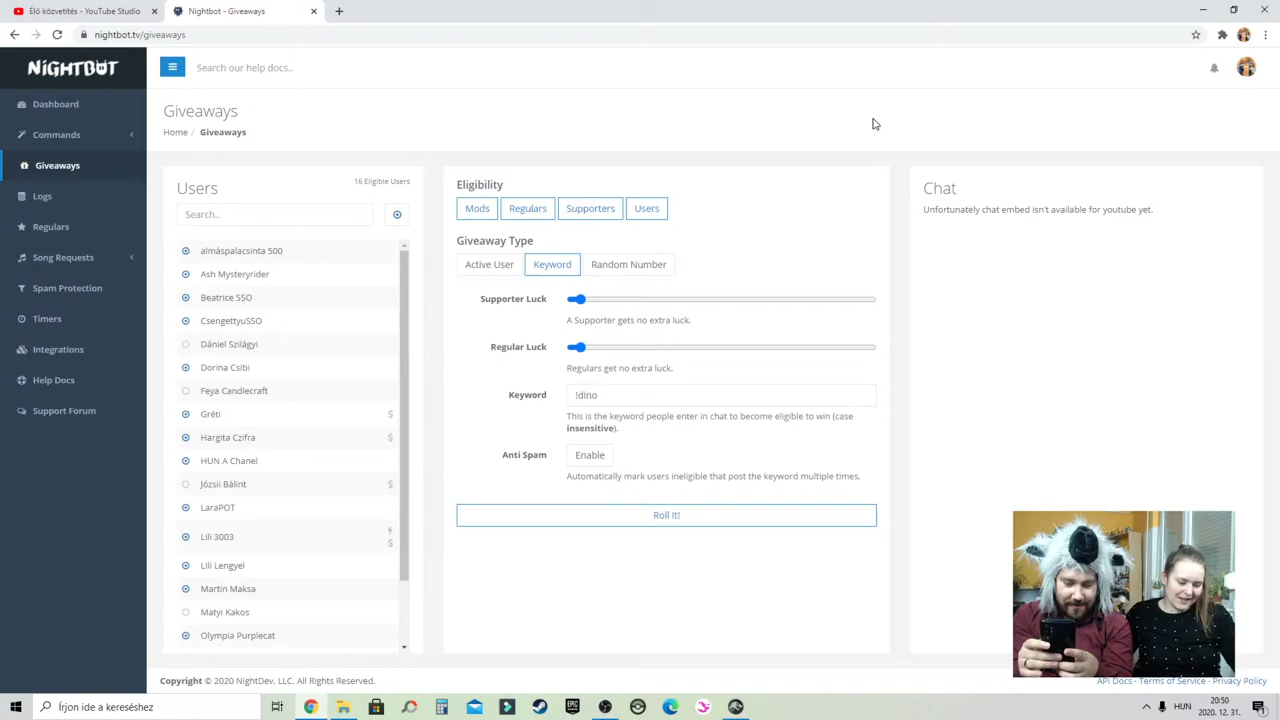 Élő közvetítés - YouTube Studio
Nightbot - Giveaways
nightbot.tv/giveaways
NiGHTBOT
Search our help docs..
Dashboard
Commands
Giveaways
Logs
Regulars
Song Requests
Spam Protection
Timers
Integrations
Help Docs
Support Forum
Giveaways
Home / Giveaways
Users
16 Eligible Users
Search..
almáspalacsinta 500
Ash Mysteryrider
Beatrice SSO
CsengettyuSSO
Dániel Szilágyi
Dorina Csibi
Feya Candlecraft
Gréti $
Hargita Czifra $
HUN A Chanel
Józsii Bálint $
LaraPOT
Lili 3003 $
Lili Lengyel
Martin Maksa
Matyi Kakos
Olympia Purplecat
Eligibility
Mods Regulars Supporters Users
Giveaway Type
Active User Keyword Random Number
Supporter Luck
A Supporter gets no extra luck.
Regular Luck
Regulars get no extra luck.
Keyword !dino
This is the keyword people enter in chat to become eligible to win (case
insensitive).
Anti Spam Enable
Automatically mark users ineligible that post the keyword multiple times.
Roll It!
Chat
Unfortunately chat embed isn't available for youtube yet.
Copyright © 2020 NightDev, LLC. All Rights Reserved.
API Docs · Terms of Service · Privacy Policy
Írjon ide a kereséshez
EPIC
HUN
20:50
2020. 12. 31.
1